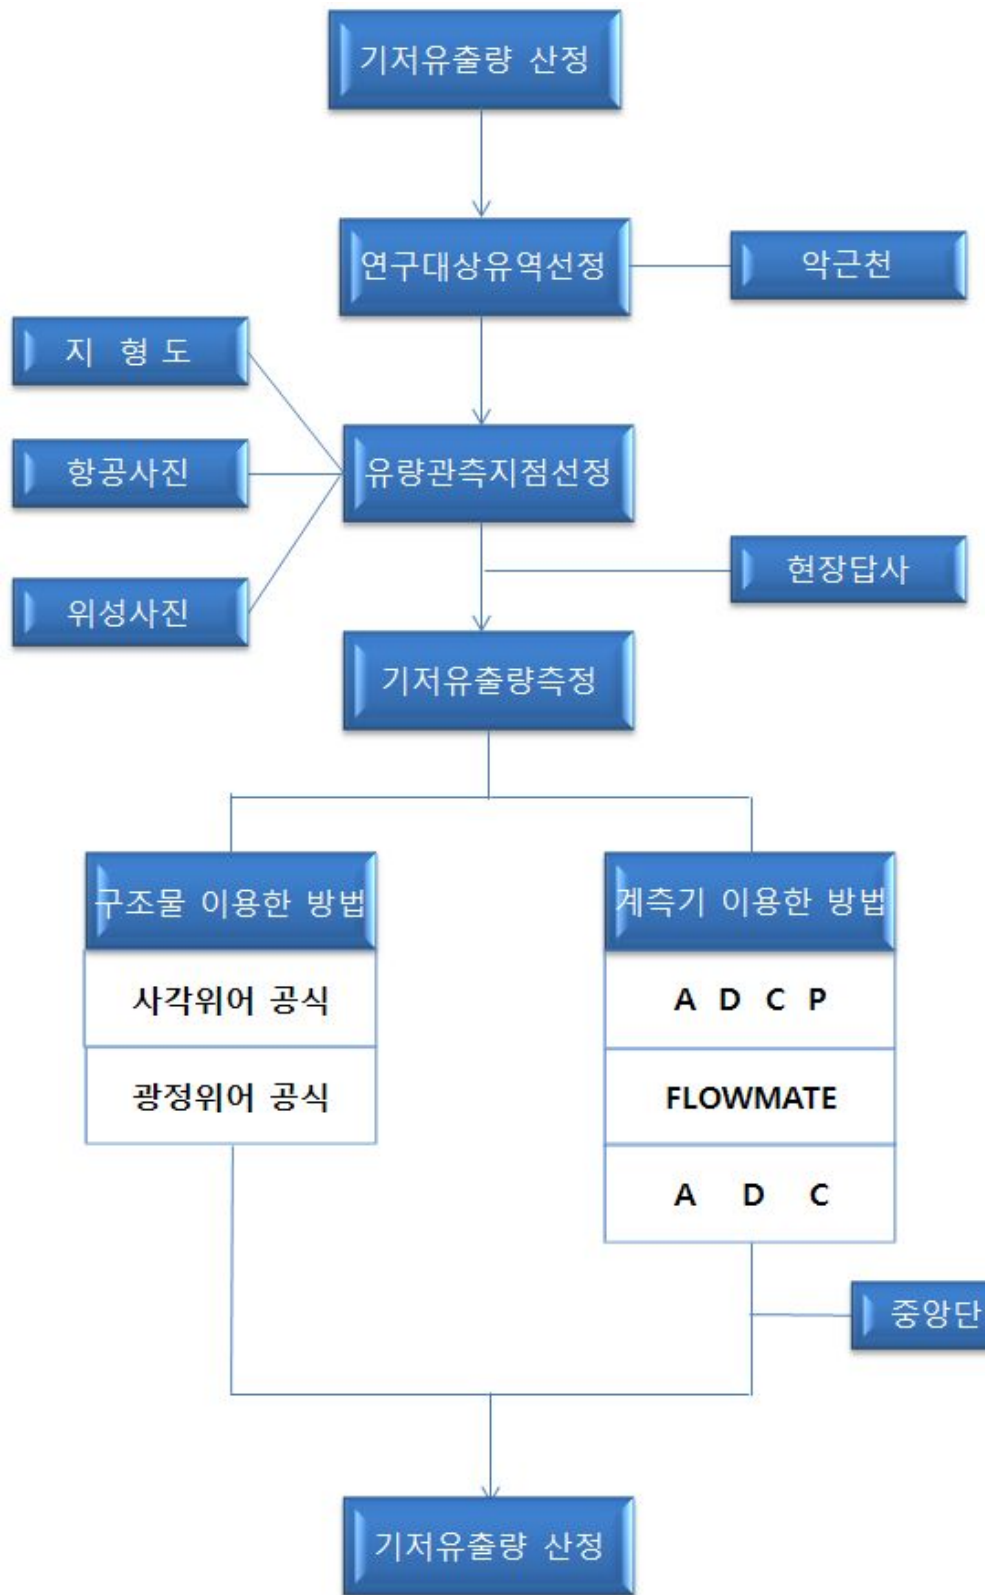 기저유출량 산정
연구대상유역선정
악근천
지 형 도
항공사진
유량관측지점선정
현장답사
위성사진
기저유출량측정
구조물 이용한 방법
계측기 이용한 방법
사각위어 공식
A D C P
광정위어 공식
FLOWMATE
A D C
중앙단
기저유출량 산정